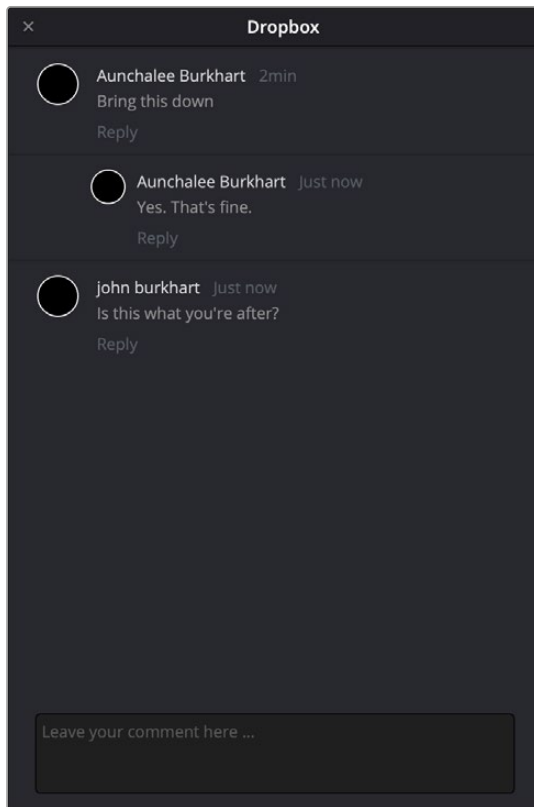 Dropbox
Aunchalee Burkhart 2min
Bring this down
Reply
Aunchalee Burkhart Just now
Yes. That's fine.
Reply
john burkhart Just now
Is this what you're after?
Reply
Leave your comment here ...